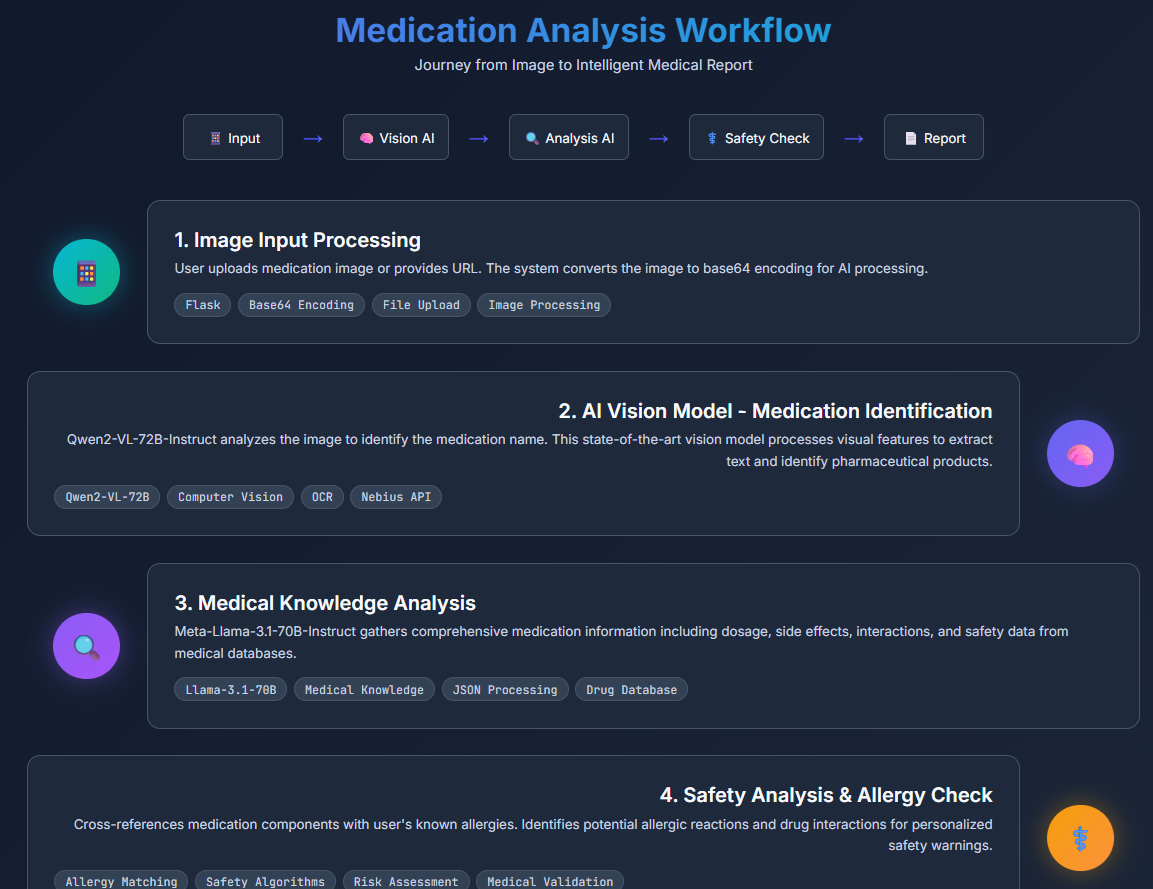 Medication Analysis Workflow
Journey from Image to Intelligent Medical Report
Input → Vision AI → Analysis AI → Safety Check → Report
1. Image Input Processing
User uploads medication image or provides URL. The system converts the image to base64 encoding for AI processing.
Flask Base64 Encoding File Upload Image Processing
2. AI Vision Model - Medication Identification
Qwen2-VL-72B-Instruct analyzes the image to identify the medication name. This state-of-the-art vision model processes visual features to extract
text and identify pharmaceutical products.
Qwen2-VL-72B Computer Vision OCR Nebius API
3. Medical Knowledge Analysis
Meta-Llama-3.1-70B-Instruct gathers comprehensive medication information including dosage, side effects, interactions, and safety data from
medical databases.
Llama-3.1-70B Medical Knowledge JSON Processing Drug Database
4. Safety Analysis & Allergy Check
Cross-references medication components with user's known allergies. Identifies potential allergic reactions and drug interactions for personalized
safety warnings.
Allergy Matching Safety Algorithms Risk Assessment Medical Validation